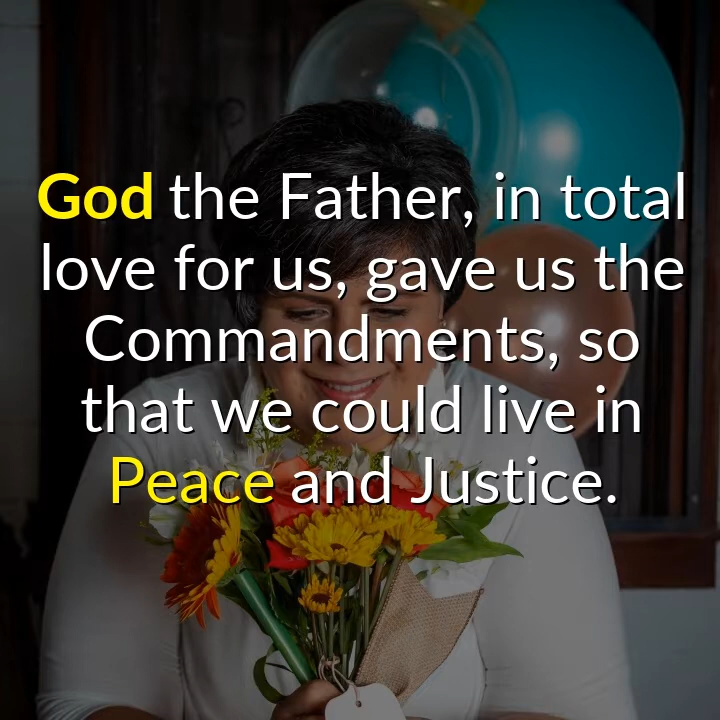 God the Father, in total
love for us, gave us the
Commandments, so
that we could live in
Peace and Justice.